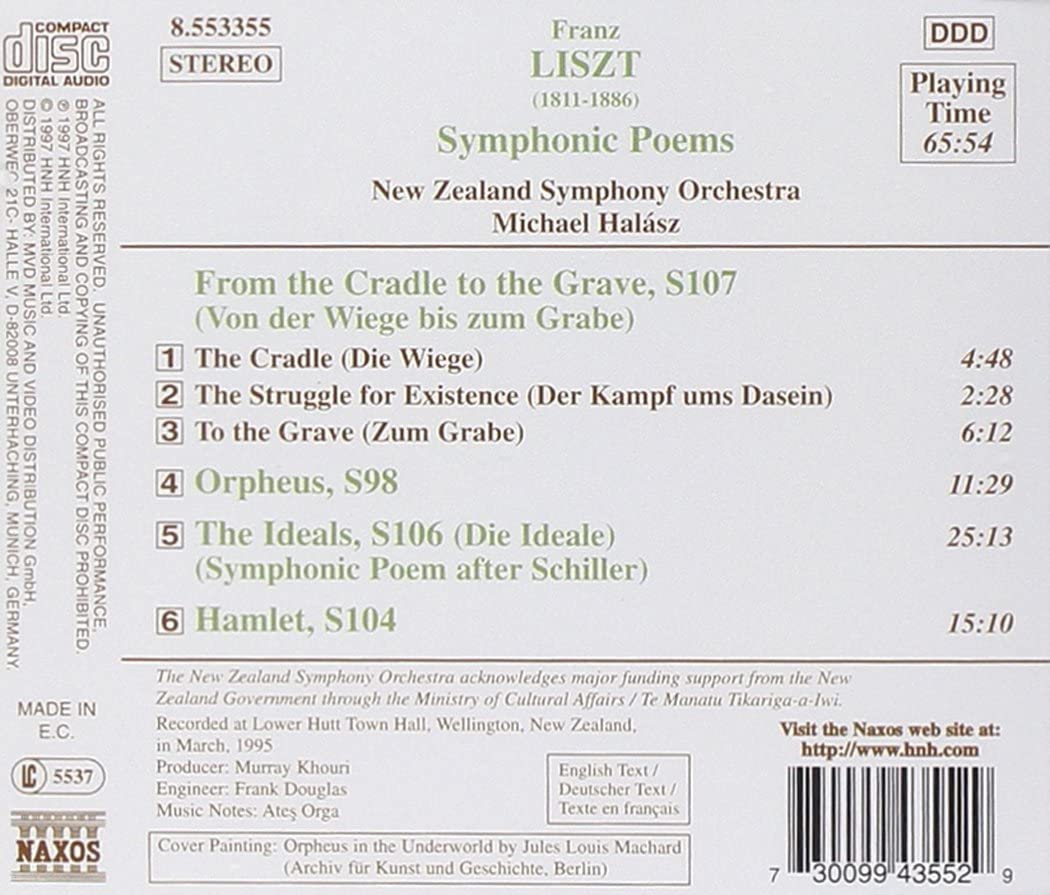 COMPACT
disc
DIGITAL AUDIO
8.553355
STEREO
Franz
LISZT
(1811-1886)
Symphonic Poems
New Zealand Symphony Orchestra
Michael Halász
DDD
Playing
Time
65:54
From the Cradle to the Grave, S107
(Von der Wiege bis zum Grabe)
1 The Cradle (Die Wiege) 4:48
2 The Struggle for Existence (Der Kampf ums Dasein) 2:28
3 To the Grave (Zum Grabe) 6:12
4 Orpheus, S98 11:29
5 The Ideals, S106 (Die Ideale) 25:13
(Symphonic Poem after Schiller)
6 Hamlet, S104 15:10
The New Zealand Symphony Orchestra acknowledges major funding support from the New
Zealand Government through the Ministry of Cultural Affairs / Te Manatu Tikariga-a-Iwi.
Recorded at Lower Hutt Town Hall, Wellington, New Zealand,
in March, 1995
Producer: Murray Khouri
Engineer: Frank Douglas
Music Notes: Ateş Orga
English Text /
Deutscher Text /
Texte en français
Cover Painting: Orpheus in the Underworld by Jules Louis Machard
(Archiv für Kunst und Geschichte, Berlin)
Visit the Naxos web site at:
http://www.hnh.com
7 30099 43552 9
ALL RIGHTS RESERVED. UNAUTHORISED PUBLIC PERFORMANCE,
BROADCASTING AND COPYING OF THIS COMPACT DISC PROHIBITED.
℗ 1997 HNH International Ltd.
© 1997 HNH International Ltd.
DISTRIBUTED BY: MVD MUSIC AND VIDEO DISTRIBUTION GmbH,
OBERWEG 21C- HALLE V, D-82008 UNTERHACHING, MUNICH, GERMANY.
MADE IN
E.C.
LC 5537
NAXOS